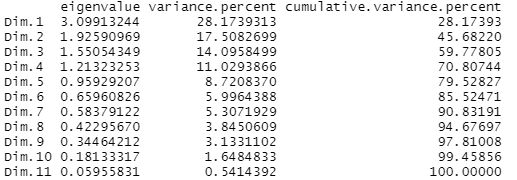 eigenvalue variance.percent cumulative.variance.percent
Dim.1 3.09913244 28.1739313 28.17393
Dim.2 1.92590969 17.5082699 45.68220
Dim.3 1.55054349 14.0958499 59.77805
Dim.4 1.21323253 11.0293866 70.80744
Dim.5 0.95929207 8.7208370 79.52827
Dim.6 0.65960826 5.9964388 85.52471
Dim.7 0.58379122 5.3071929 90.83191
Dim.8 0.42295670 3.8450609 94.67697
Dim.9 0.34464212 3.1331102 97.81008
Dim.10 0.18133317 1.6484833 99.45856
Dim.11 0.05955831 0.5414392 100.00000